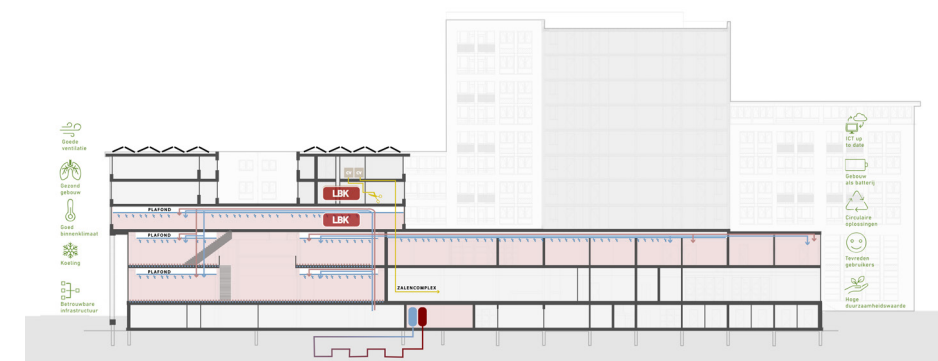 Goede
ventilatie
Gezond
gebouw
Goed
binnenklimaat
Koeling
Betrouwbare
infrastructuur
PLAFOND
PLAFOND
PLAFOND
LBK
LBK
ZALENCOMPLEX
ICT up
to date
Gebouw
als batterij
Circulaire
oplossingen
Tevreden
gebruikers
Hoge
duurzaamheidswaarde